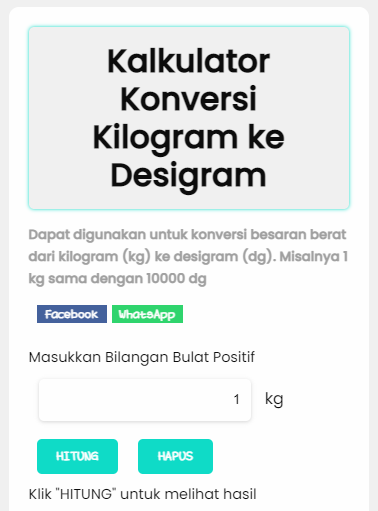 Kalkulator
Konversi
Kilogram ke
Desigram
Dapat digunakan untuk konversi besaran berat
dari kilogram (kg) ke desigram (dg). Misalnya 1
kg sama dengan 10000 dg
Facebook WhatsApp
Masukkan Bilangan Bulat Positif
1 kg
HITUNG HAPUS
Klik "HITUNG" untuk melihat hasil